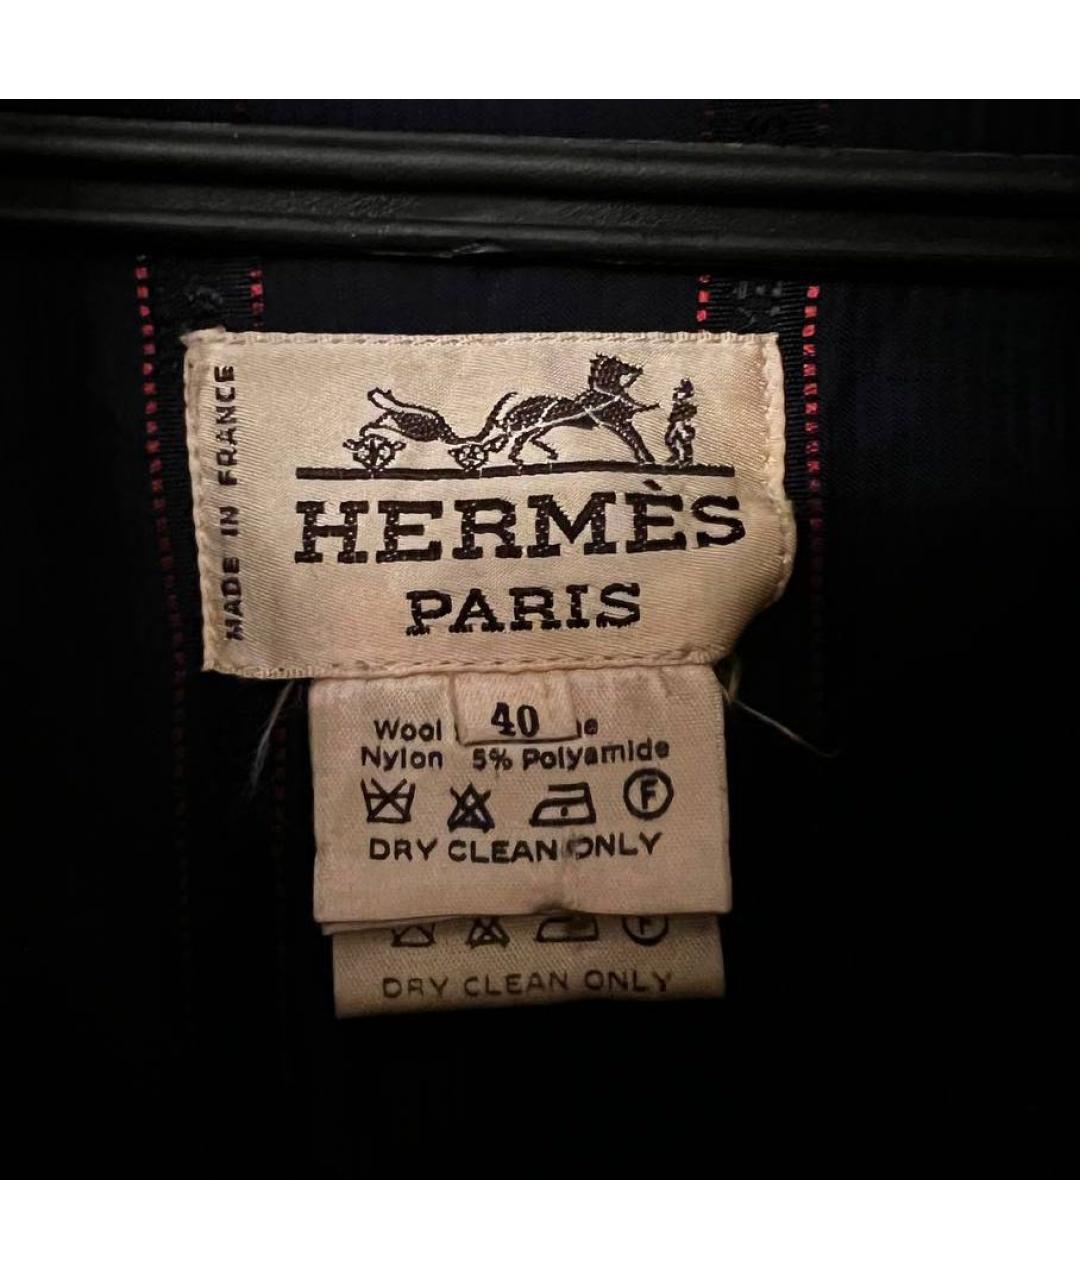 MADE IN FRANCE
HERMÈS
PARIS
40
Wool
Nylon 5% Polyamide
F
DRY CLEAN ONLY
F
DRY CLEAN ONLY